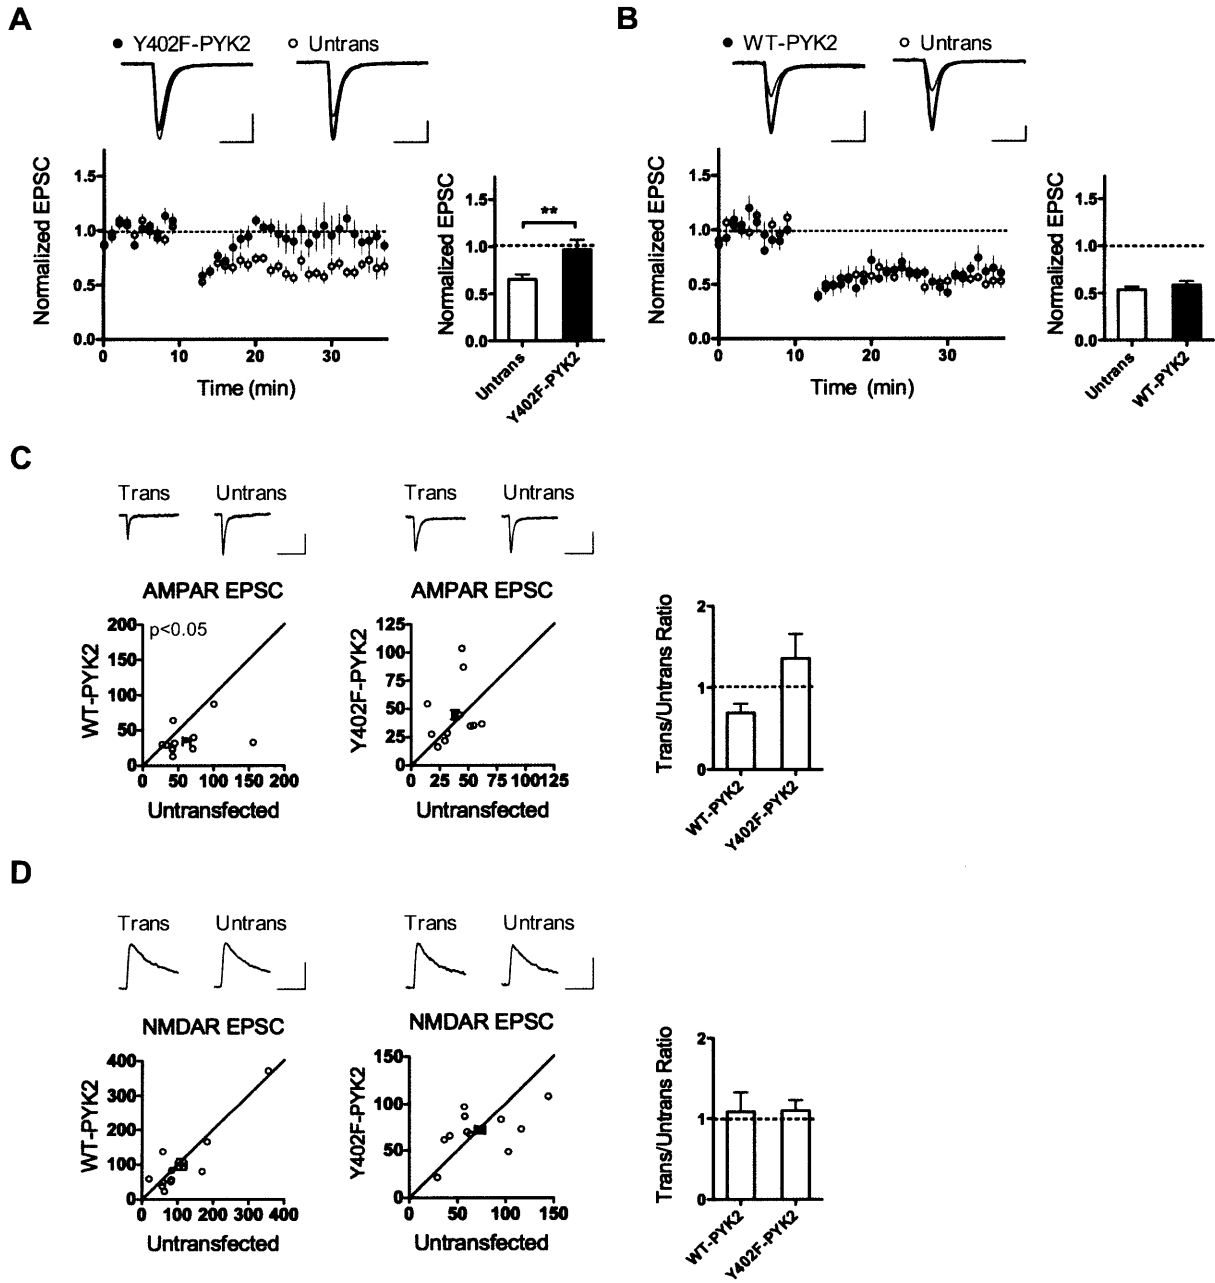 A
B
● Y402F-PYK2 ○ Untrans
● WT-PYK2 ○ Untrans
Normalized EPSC
1.5
1.0
0.5
0.0
0 10 20 30
Time (min)
Normalized EPSC
1.5
1.0
0.5
0.0
**
Untrans
Y402F-PYK2
Normalized EPSC
1.5
1.0
0.5
0.0
0 10 20 30
Time (min)
Normalized EPSC
1.5
1.0
0.5
0.0
Untrans
WT-PYK2
C
Trans Untrans
Trans Untrans
AMPAR EPSC
p<0.05
WT-PYK2
200
150
100
50
0
0 50 100 150 200
Untransfected
AMPAR EPSC
Y402F-PYK2
125
100
75
50
25
0
0 25 50 75 100 125
Untransfected
Trans/Untrans Ratio
2
1
0
WT-PYK2
Y402F-PYK2
D
Trans Untrans
Trans Untrans
NMDAR EPSC
WT-PYK2
400
300
200
100
0
0 100 200 300 400
Untransfected
NMDAR EPSC
Y402F-PYK2
150
100
50
0
0 50 100 150
Untransfected
Trans/Untrans Ratio
2
1
0
WT-PYK2
Y402F-PYK2